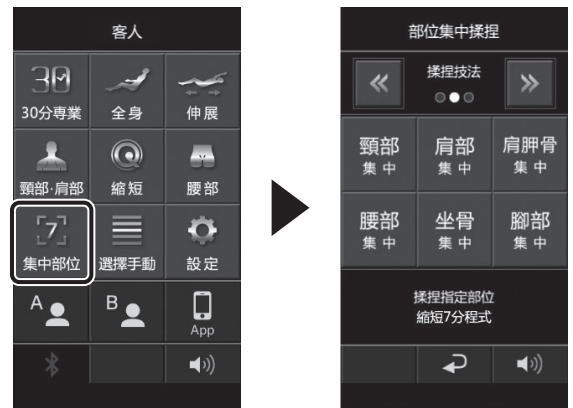 客人
30
30分專業
全身
伸展
頸部·肩部
縮短
腰部
7
集中部位
選擇手動
設定
A
B
App
部位集中揉捏
揉捏技法
頸部
集中
肩部
集中
肩胛骨
集中
腰部
集中
坐骨
集中
腳部
集中
揉捏指定部位
縮短7分程式